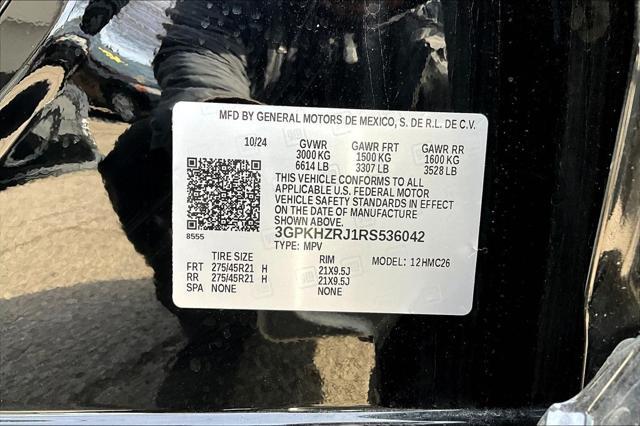 MFD BY GENERAL MOTORS DE MEXICO, S. DE R.L. DE C.V.
10/24 GVWR GAWR FRT GAWR RR
3000 KG 1500 KG 1600 KG
6614 LB 3307 LB 3528 LB
THIS VEHICLE CONFORMS TO ALL
APPLICABLE U.S. FEDERAL MOTOR
VEHICLE SAFETY STANDARDS IN EFFECT
ON THE DATE OF MANUFACTURE
SHOWN ABOVE.
8555 3GPKHZRJ1RS536042
TYPE: MPV
TIRE SIZE RIM MODEL: 12HMC26
FRT 275/45R21 H 21X9.5J
RR 275/45R21 H 21X9.5J
SPA NONE NONE